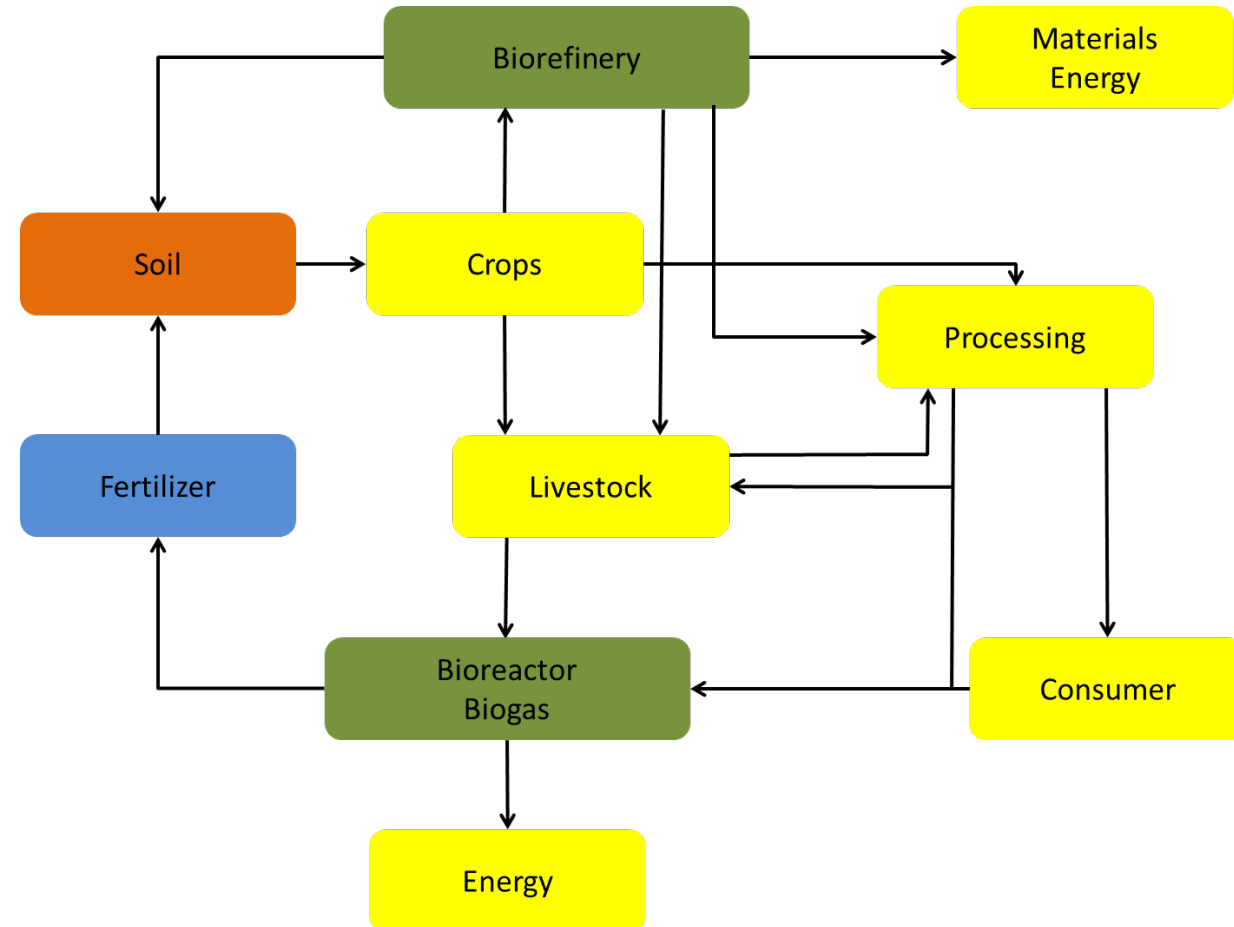 Biorefinery
Materials
Energy
Soil
Crops
Processing
Fertilizer
Livestock
Bioreactor
Biogas
Consumer
Energy